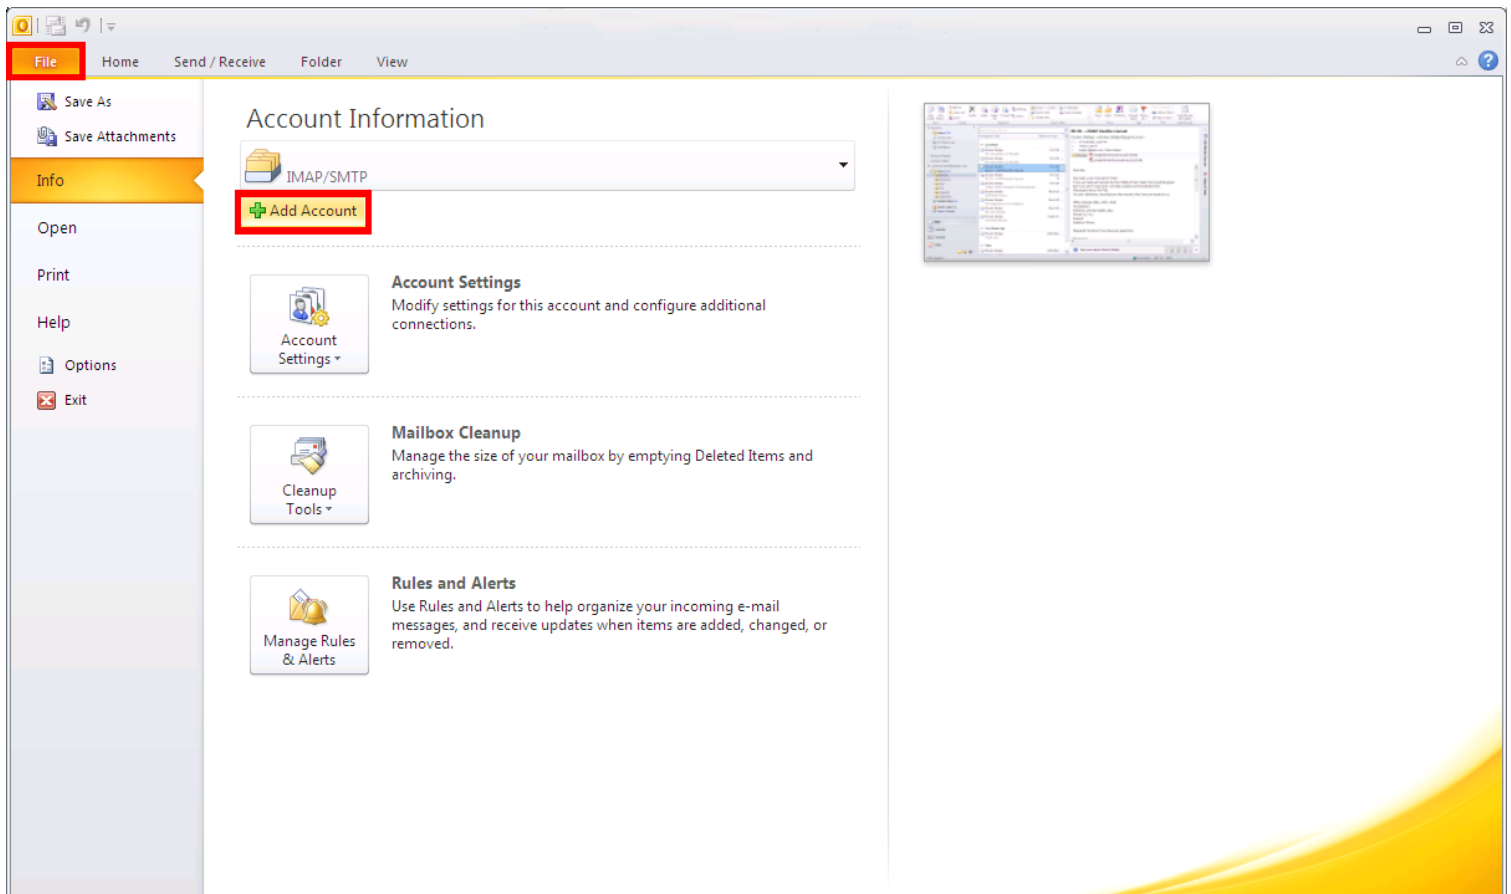 File Home Send / Receive Folder View
Save As
Save Attachments
Info
Open
Print
Help
Options
Exit
Account Information
IMAP/SMTP
Add Account
Account Settings
Modify settings for this account and configure additional
connections.
Account
Settings
Mailbox Cleanup
Manage the size of your mailbox by emptying Deleted Items and
archiving.
Cleanup
Tools
Rules and Alerts
Use Rules and Alerts to help organize your incoming e-mail
messages, and receive updates when items are added, changed, or
removed.
Manage Rules
& Alerts